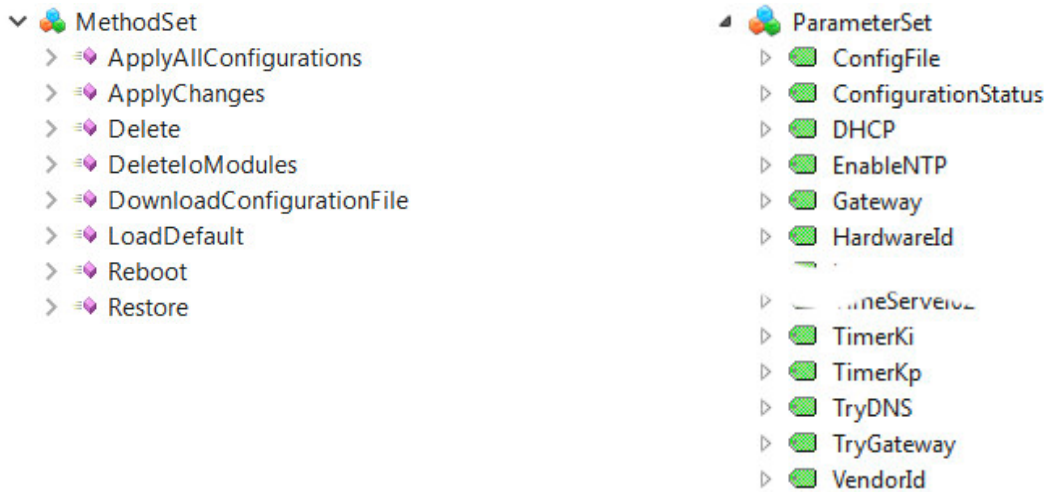 MethodSet
ApplyAllConfigurations
ApplyChanges
Delete
DeleteIoModules
DownloadConfigurationFile
LoadDefault
Reboot
Restore
ParameterSet
ConfigFile
ConfigurationStatus
DHCP
EnableNTP
Gateway
HardwareId
TimerKi
TimerKp
TryDNS
TryGateway
VendorId